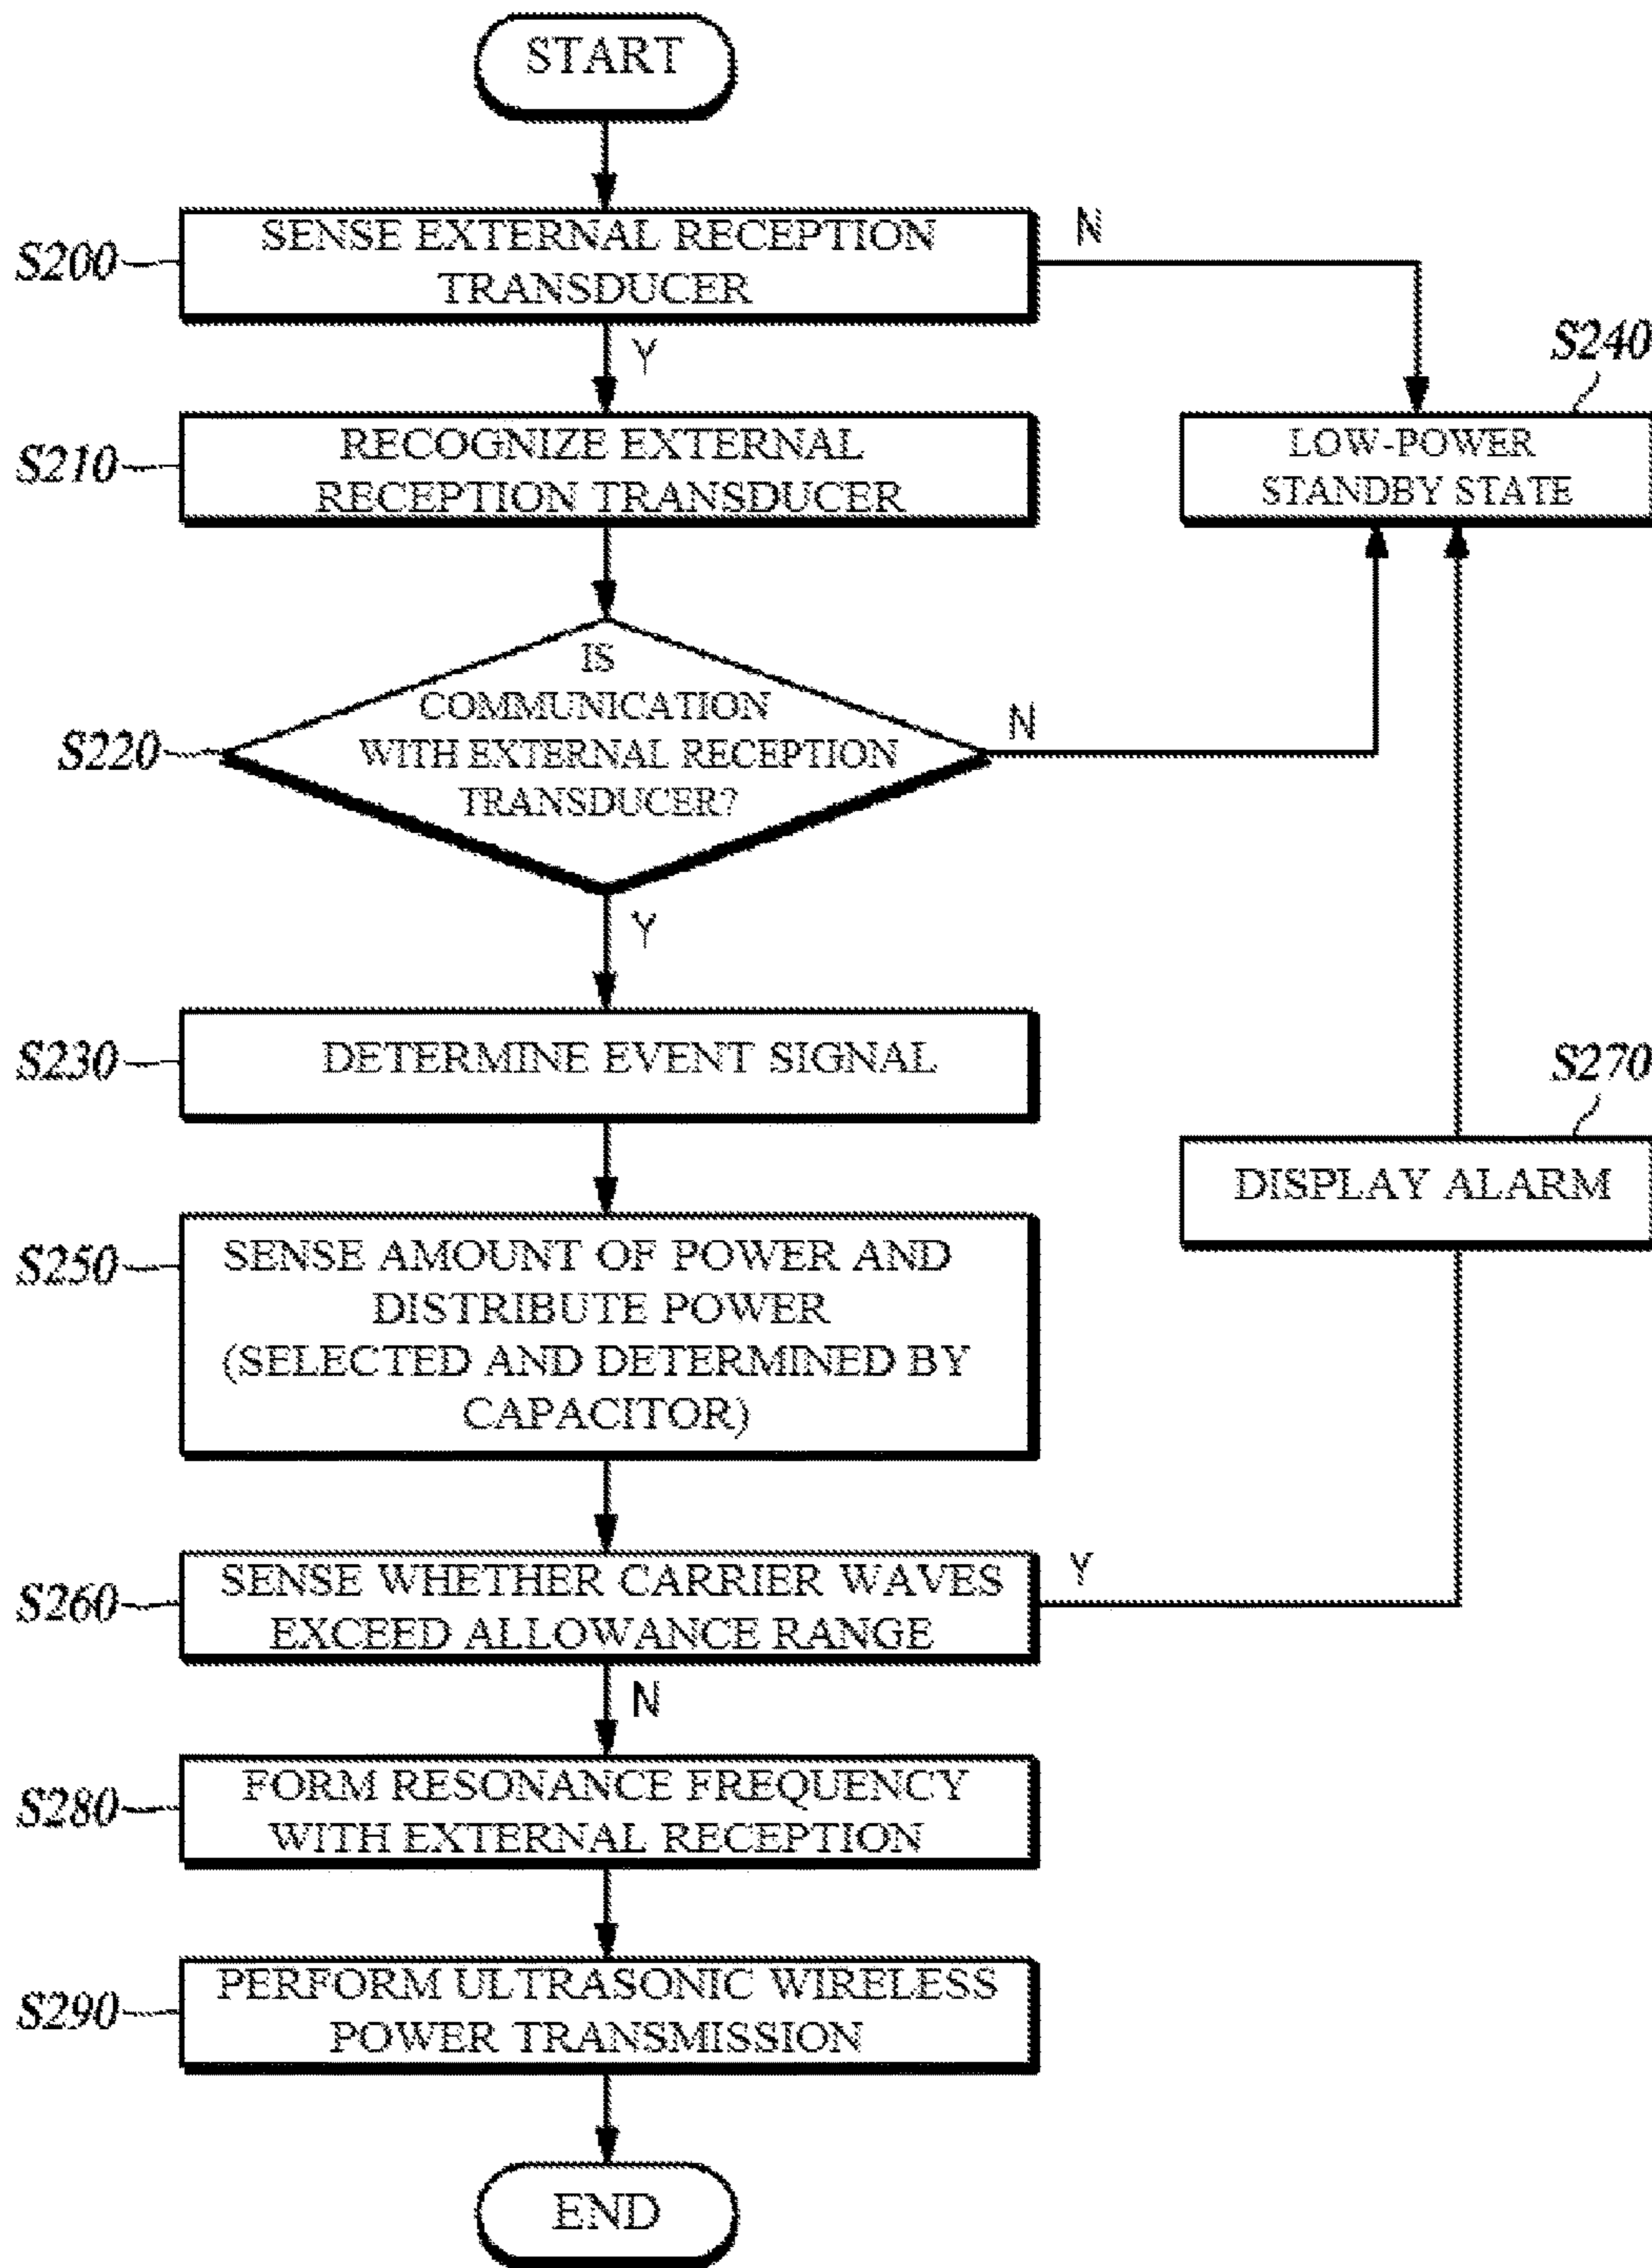 START
S200
SENSE EXTERNAL RECEPTION
TRANSDUCER
N
Y
S210
RECOGNIZE EXTERNAL
RECEPTION TRANSDUCER
S240
LOW-POWER
STANDBY STATE
S220
IS
COMMUNICATION
WITH EXTERNAL RECEPTION
TRANSDUCER?
N
Y
S230
DETERMINE EVENT SIGNAL
S270
DISPLAY ALARM
S250
SENSE AMOUNT OF POWER AND
DISTRIBUTE POWER
(SELECTED AND DETERMINED BY
CAPACITOR)
S260
SENSE WHETHER CARRIER WAVES
EXCEED ALLOWANCE RANGE
Y
N
S280
FORM RESONANCE FREQUENCY
WITH EXTERNAL RECEPTION
S290
PERFORM ULTRASONIC WIRELESS
POWER TRANSMISSION
END